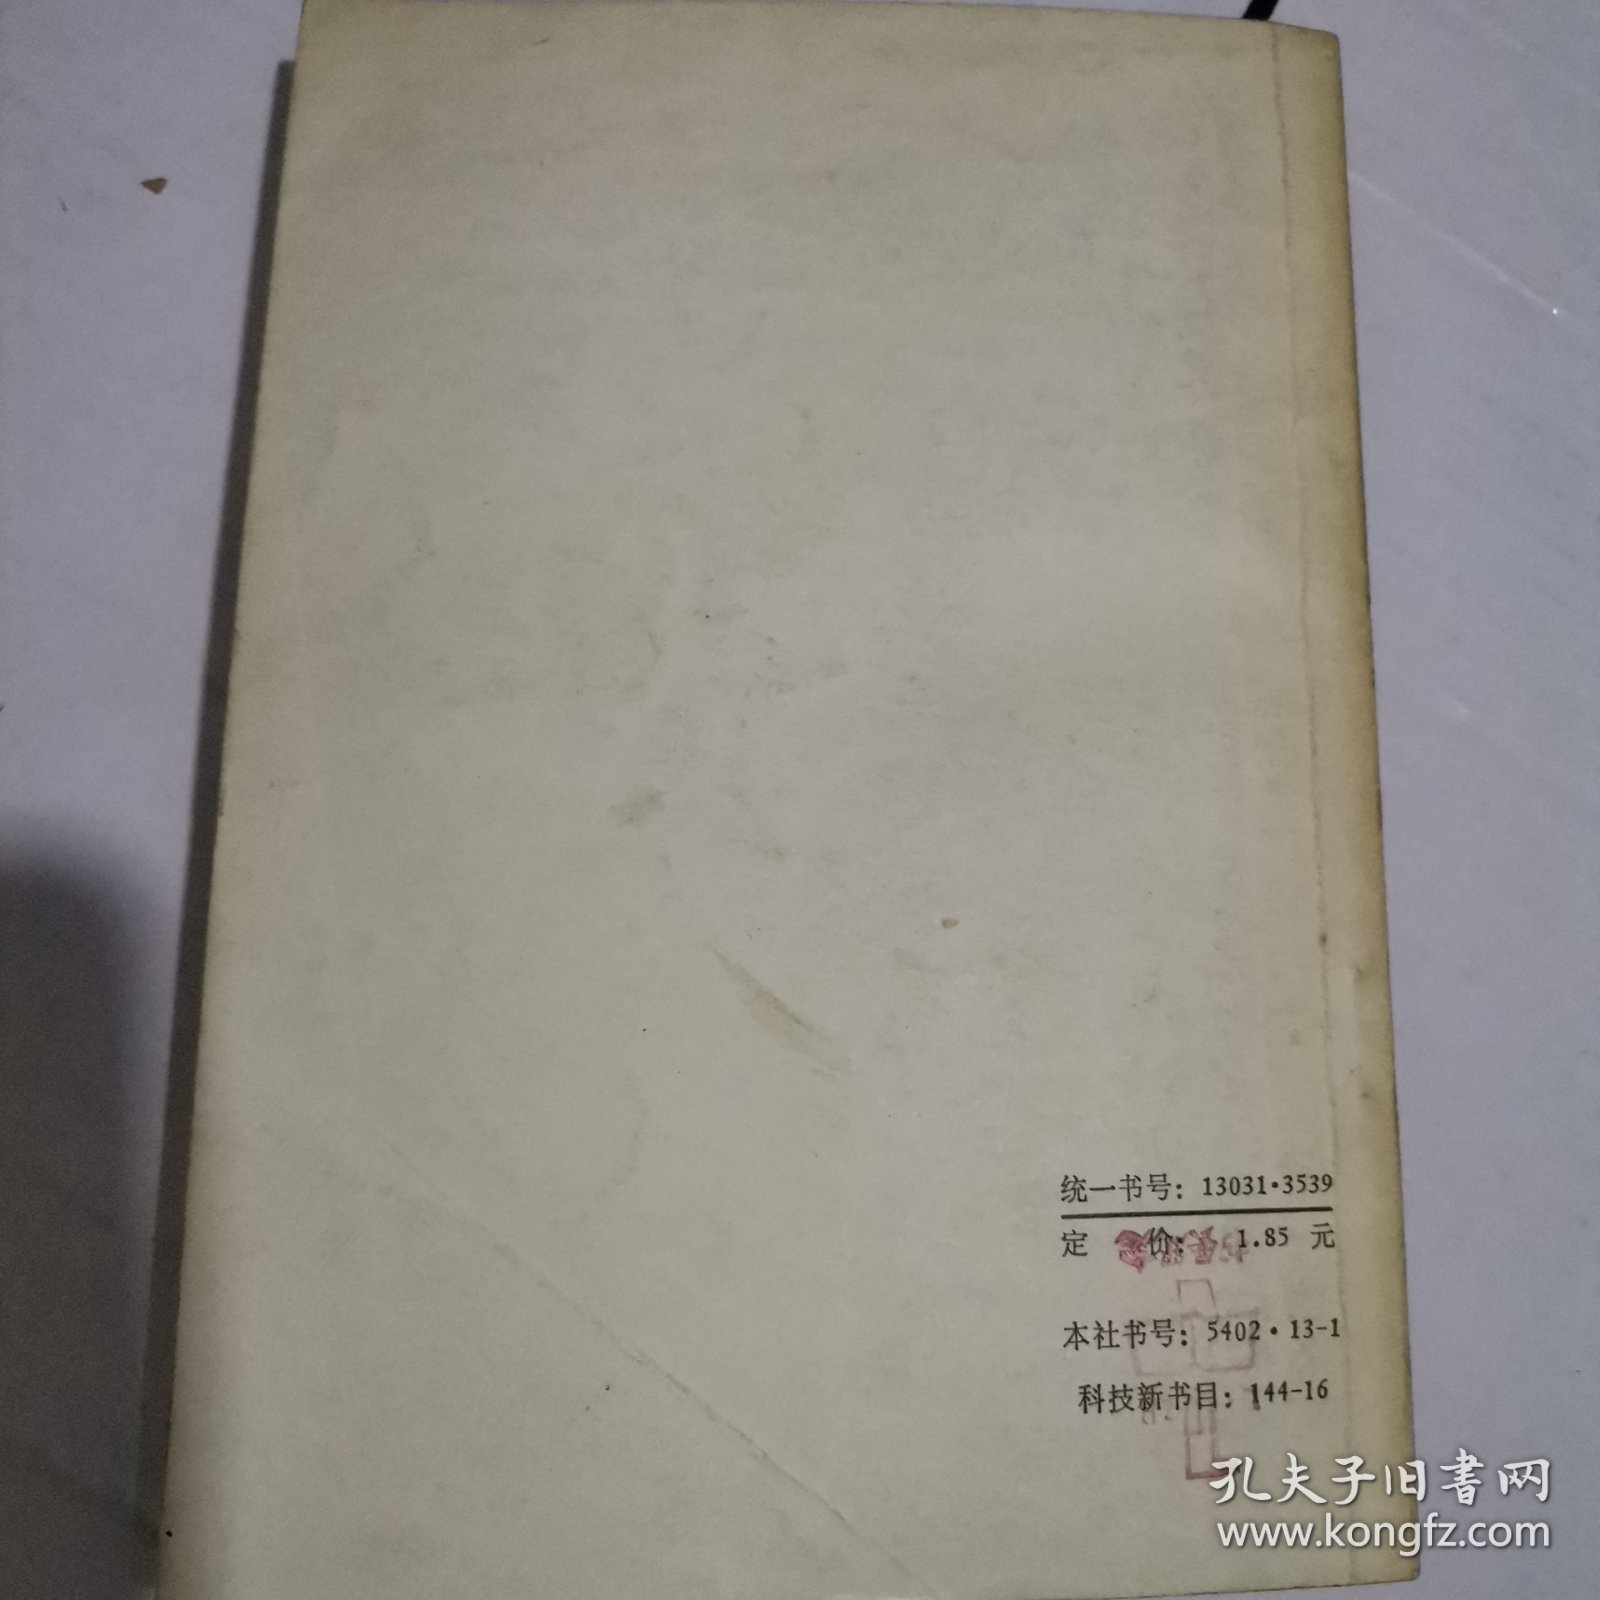 统一书号：13031·3539
定 价：1.85 元
本社书号：5402·13-1
科技新书目：144-16
孔夫子旧書网
www.kongfz.com